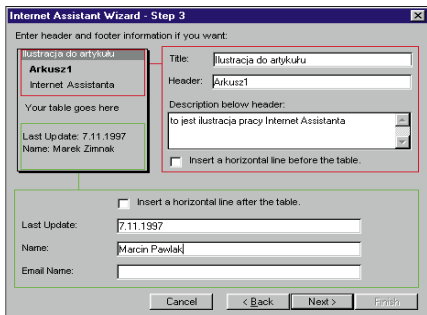 Internet Assistant Wizard - Step 3
Enter header and footer information if you want:
Ilustracja do artykułu
Arkusz1
Internet Assistanta
Your table goes here
Last Update: 7.11.1997
Name: Marek Zimnak
Title: Ilustracja do artykułu
Header: Arkusz1
Description below header:
to jest ilustracja pracy Internet Assistanta
Insert a horizontal line before the table.
Insert a horizontal line after the table.
Last Update: 7.11.1997
Name: Marcin Pawlak
Email Name:
Cancel < Back Next > Finish